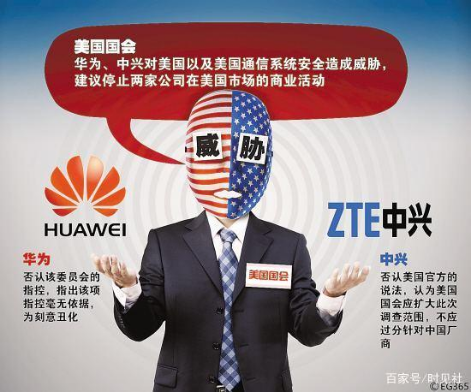 美国国会
华为、中兴对美国以及美国通信系统安全造成威胁，
建议停止两家公司在美国市场的商业活动
威 胁
HUAWEI
ZTE中兴
华为
否认该委员会的
指控，指出该项
指控毫无依据，
为刻意丑化
美国国会
中兴
否认美国官方的
说法，认为美国
国会应扩大此次
调查范围，不应
过分针对中国厂
商
百家号/时见社
©EG365